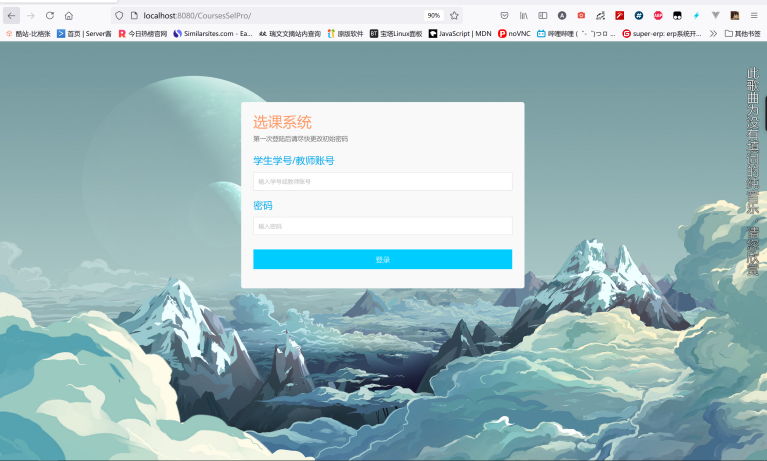 localhost:8080/CoursesSelPro/
90%
酷站-比格张
首页 | Server酱
今日热榜官网
Similarsites.com - Ea...
瑞文文摘站内查询
原版软件
宝塔Linux面板
JavaScript | MDN
noVNC
哔哩哔哩 ( ゜- ゜)つロ ...
super-erp: erp系统开...
其他书签
选课系统
第一次登陆后请尽快更改初始密码
学生学号/教师账号
输入学号或教师账号
密码
输入密码
登录
此歌曲为没有填词的纯音乐，请您欣赏